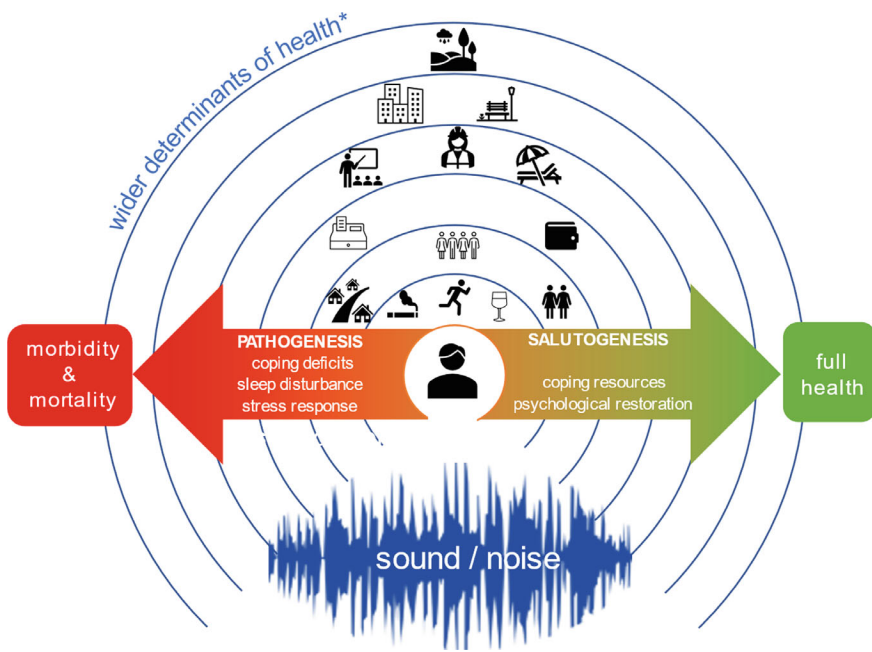 wider determinants of health*
morbidity
&
mortality
PATHOGENESIS
coping deficits
sleep disturbance
stress response
SALUTOGENESIS
coping resources
psychological restoration
full
health
sound / noise